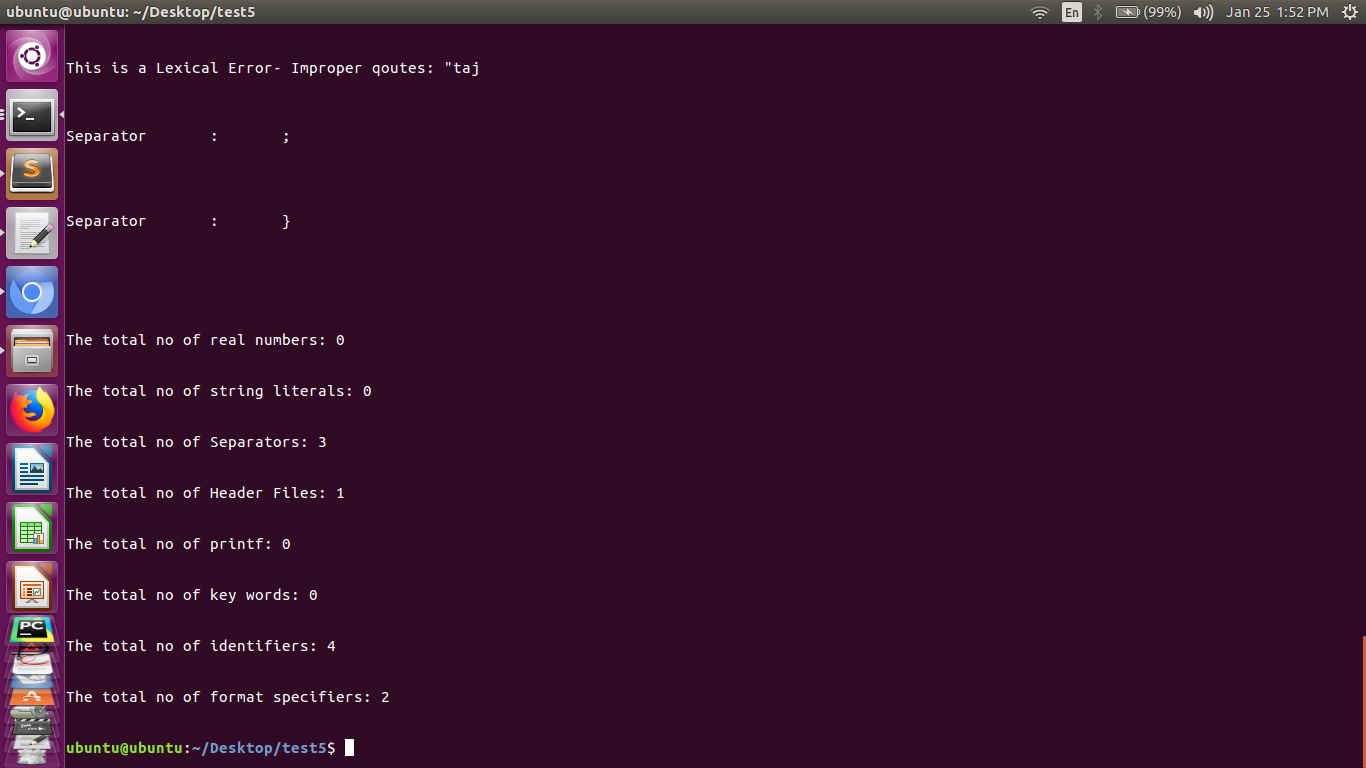 ubuntu@ubuntu: ~/Desktop/test5 En (99%) Jan 25 1:52 PM
This is a Lexical Error- Improper qoutes: "taj
Separator : ;
Separator : }
The total no of real numbers: 0
The total no of string literals: 0
The total no of Separators: 3
The total no of Header Files: 1
The total no of printf: 0
The total no of key words: 0
The total no of identifiers: 4
The total no of format specifiers: 2
ubuntu@ubuntu:~/Desktop/test5$
>_
S
PC